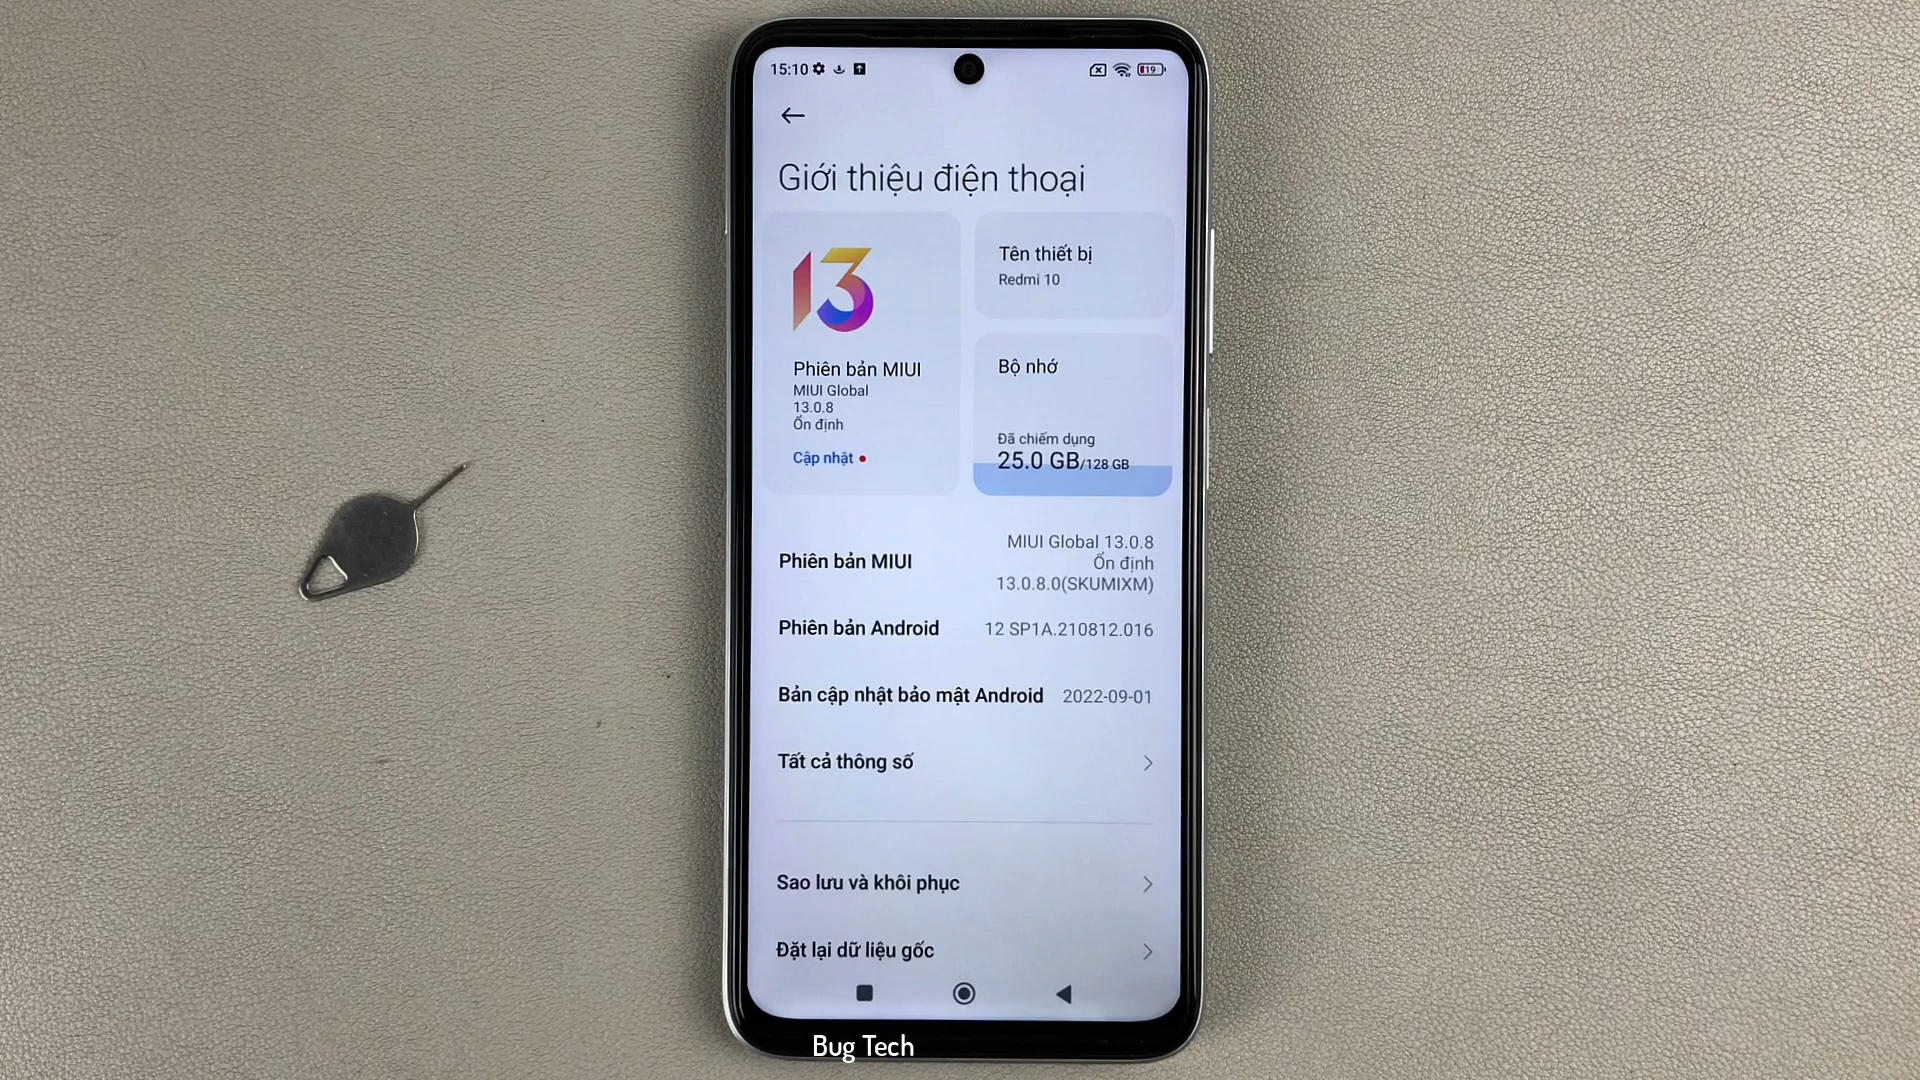 15:10
19
Giới thiệu điện thoại
13
Phiên bản MIUI
MIUI Global
13.0.8
Ổn định
Cập nhật
Tên thiết bị
Redmi 10
Bộ nhớ
Đã chiếm dụng
25.0 GB/128 GB
Phiên bản MIUI
MIUI Global 13.0.8
Ổn định
13.0.8.0(SKUMIXM)
Phiên bản Android
12 SP1A.210812.016
Bản cập nhật bảo mật Android
2022-09-01
Tất cả thông số
Sao lưu và khôi phục
Đặt lại dữ liệu gốc
Bug Tech